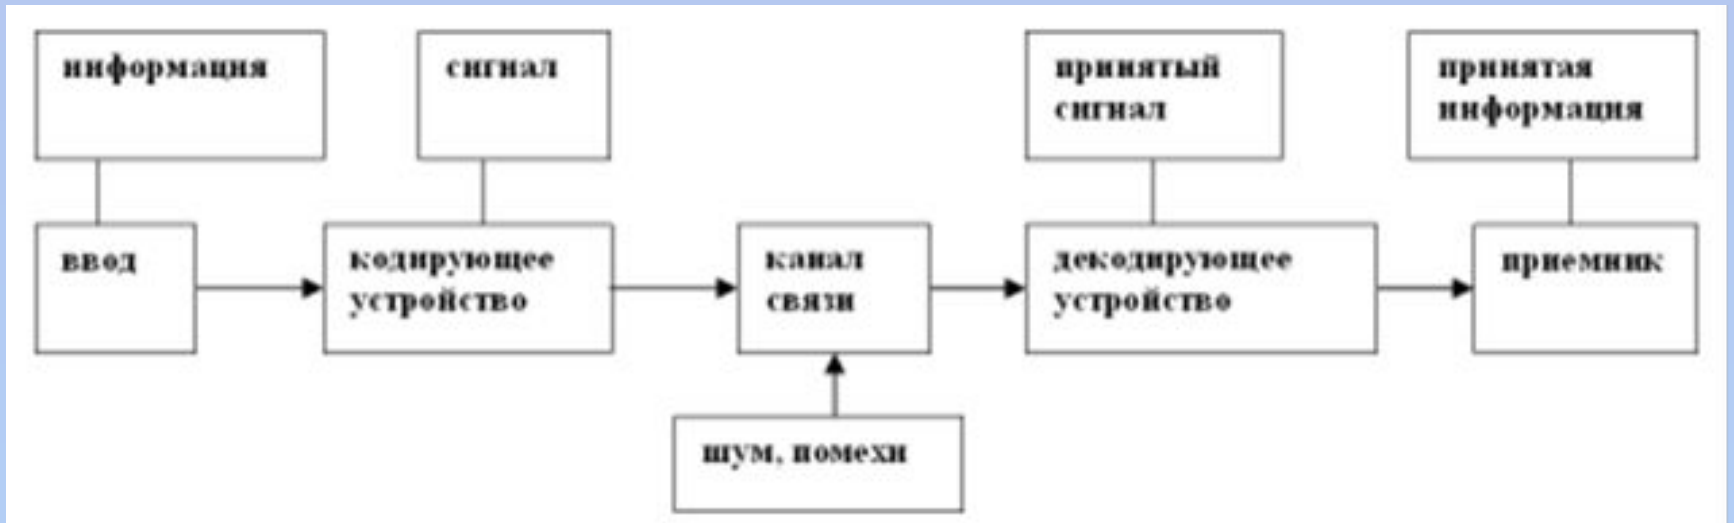 информация
сигнал
принятый
сигнал
принятая
информация
ввод
кодирующее
устройство
канал
связи
декодирующее
устройство
приемник
шум, помехи